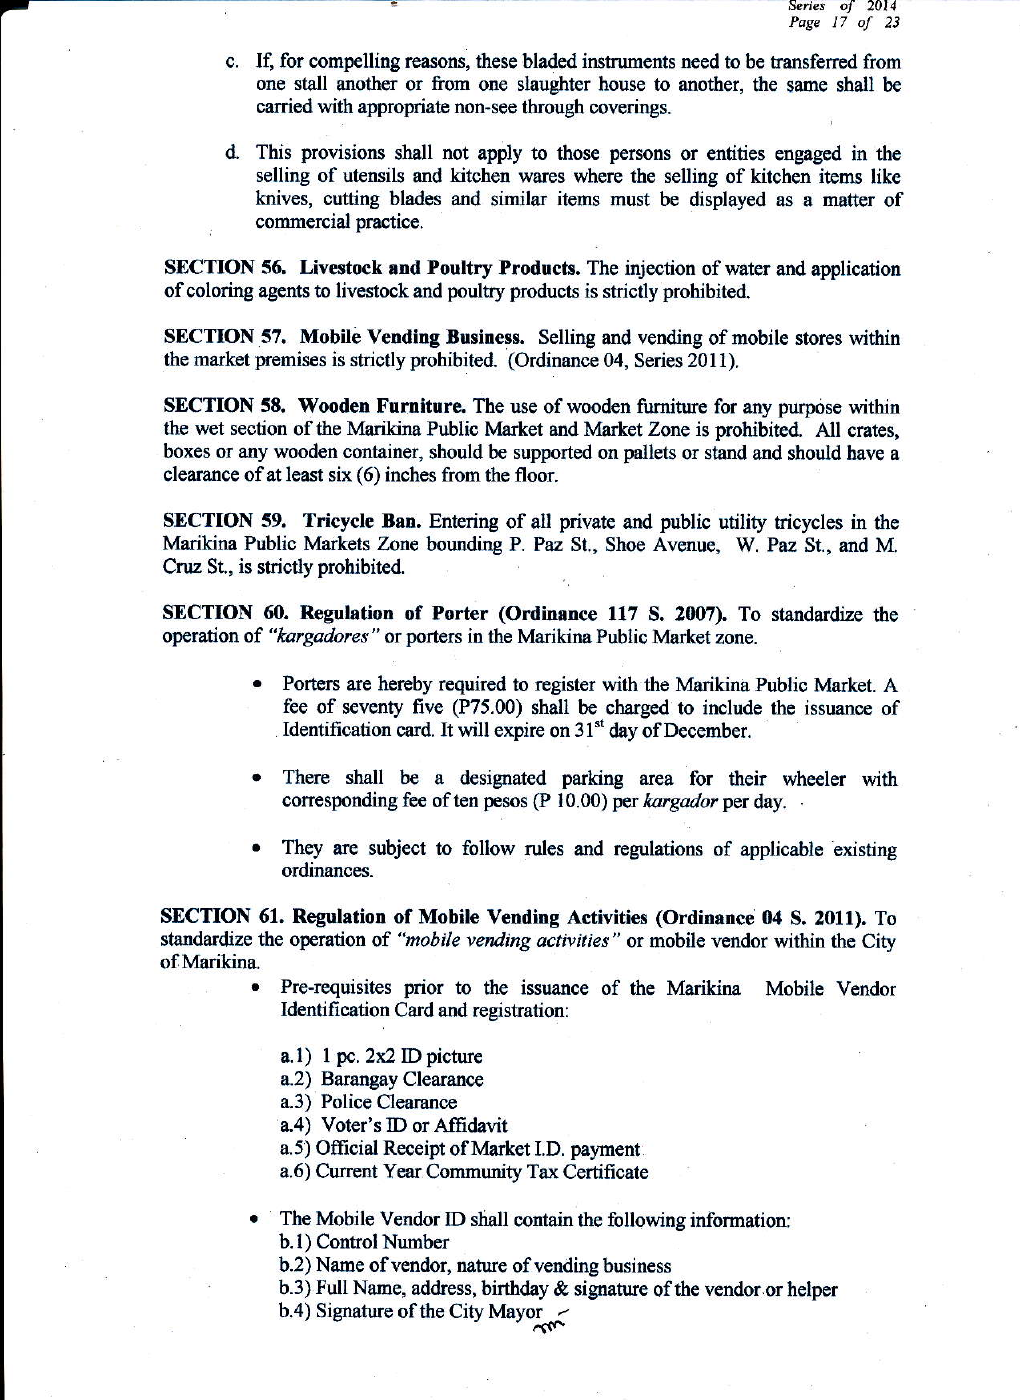 Series of 2014
Page 17 of 23
c. If, for compelling reasons, these bladed instruments need to be transferred from
one stall another or from one slaughter house to another, the same shall be
carried with appropriate non-see through coverings.
d. This provisions shall not apply to those persons or entities engaged in the
selling of utensils and kitchen wares where the selling of kitchen items like
knives, cutting blades and similar items must be displayed as a matter of
commercial practice.
SECTION 56. Livestock and Poultry Products. The injection of water and application
of coloring agents to livestock and poultry products is strictly prohibited.
SECTION 57. Mobile Vending Business. Selling and vending of mobile stores within
the market premises is strictly prohibited. (Ordinance 04, Series 2011).
SECTION 58. Wooden Furniture. The use of wooden furniture for any purpose within
the wet section of the Marikina Public Market and Market Zone is prohibited. All crates,
boxes or any wooden container, should be supported on pallets or stand and should have a
clearance of at least six (6) inches from the floor.
SECTION 59. Tricycle Ban. Entering of all private and public utility tricycles in the
Marikina Public Markets Zone bounding P. Paz St., Shoe Avenue, W. Paz St., and M.
Cruz St., is strictly prohibited.
SECTION 60. Regulation of Porter (Ordinance 117 S. 2007). To standardize the
operation of "kargadores" or porters in the Marikina Public Market zone.
• Porters are hereby required to register with the Marikina Public Market. A
fee of seventy five (P75.00) shall be charged to include the issuance of
Identification card. It will expire on 31st day of December.
• There shall be a designated parking area for their wheeler with
corresponding fee of ten pesos (P 10.00) per kargador per day.
• They are subject to follow rules and regulations of applicable existing
ordinances.
SECTION 61. Regulation of Mobile Vending Activities (Ordinance 04 S. 2011). To
standardize the operation of "mobile vending activities" or mobile vendor within the City
of Marikina.
• Pre-requisites prior to the issuance of the Marikina Mobile Vendor
Identification Card and registration:
a.1) 1 pc. 2x2 ID picture
a.2) Barangay Clearance
a.3) Police Clearance
a.4) Voter's ID or Affidavit
a.5) Official Receipt of Market I.D. payment
a.6) Current Year Community Tax Certificate
• The Mobile Vendor ID shall contain the following information:
b.1) Control Number
b.2) Name of vendor, nature of vending business
b.3) Full Name, address, birthday & signature of the vendor or helper
b.4) Signature of the City Mayor